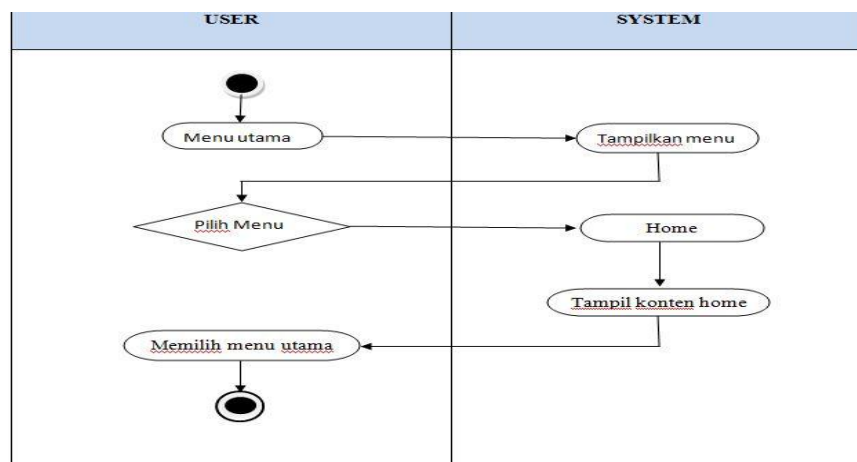 USER
SYSTEM
Menu utama
Tampilkan menu
Pilih Menu
Home
Tampil konten home
Memilih menu utama